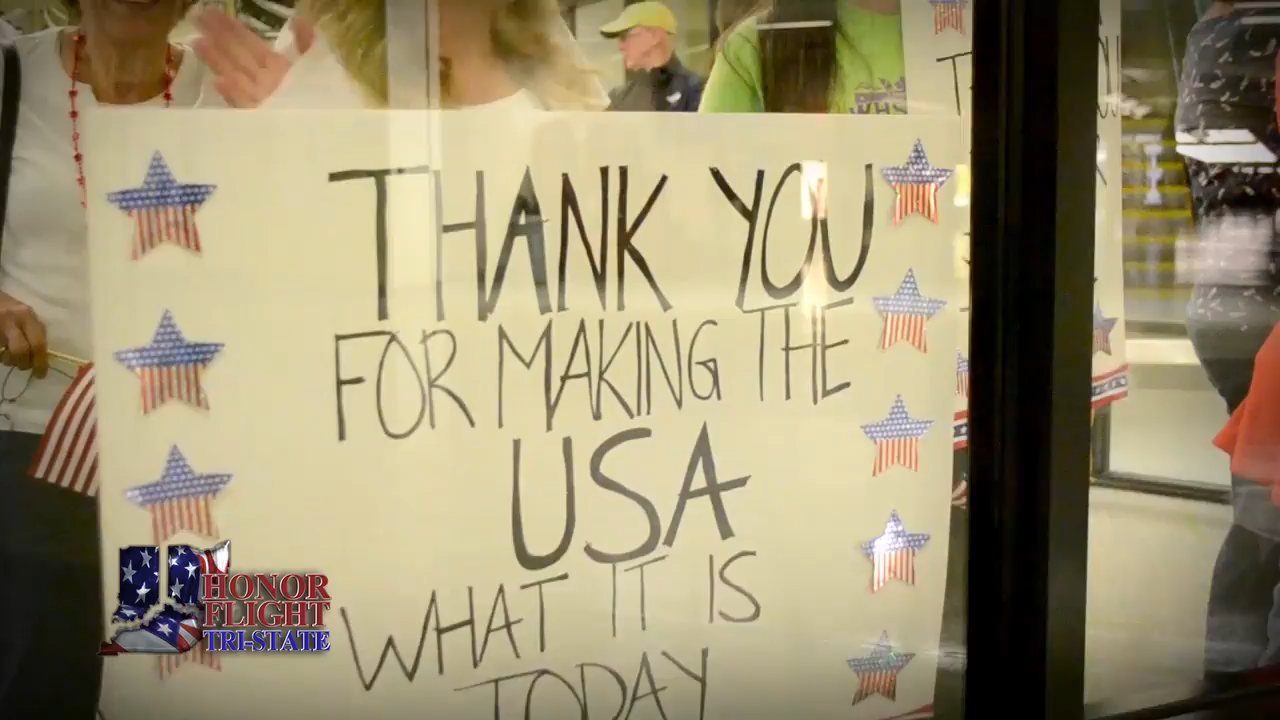 THANK YOU
FOR MAKING THE
USA
WHAT IT IS
TODAY
HONOR
FLIGHT
TRI-STATE